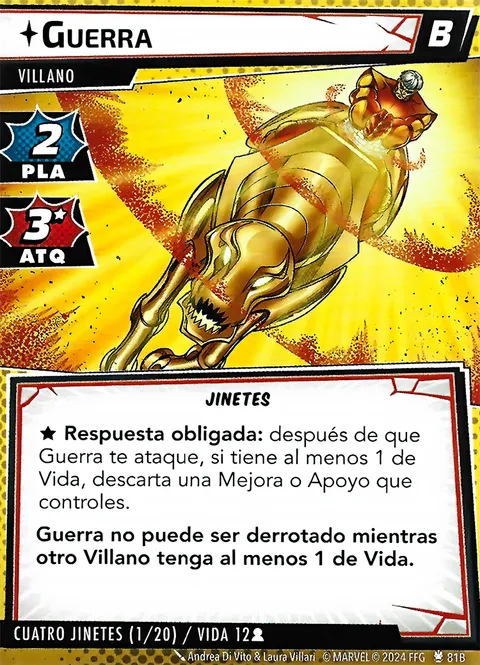 GUERRA
B
VILLANO
2
PLA
3★
ATQ
JINETES
★ Respuesta obligada: después de que
Guerra te ataque, si tiene al menos 1 de
Vida, descarta una Mejora o Apoyo que
controles.
Guerra no puede ser derrotado mientras
otro Villano tenga al menos 1 de Vida.
CUATRO JINETES (1/20) / VIDA 12
Andrea Di Vito & Laura Villari © MARVEL © 2024 FFG 81B